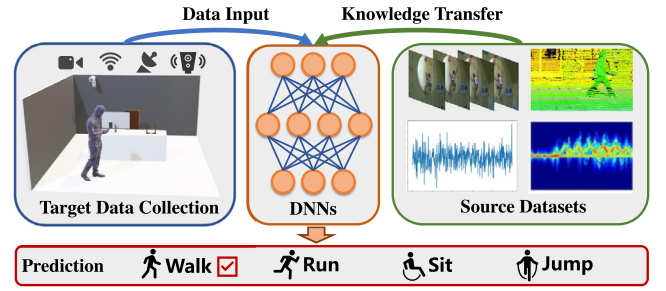 Data Input
Knowledge Transfer
Target Data Collection
DNNs
Source Datasets
Prediction
Walk
Run
Sit
Jump